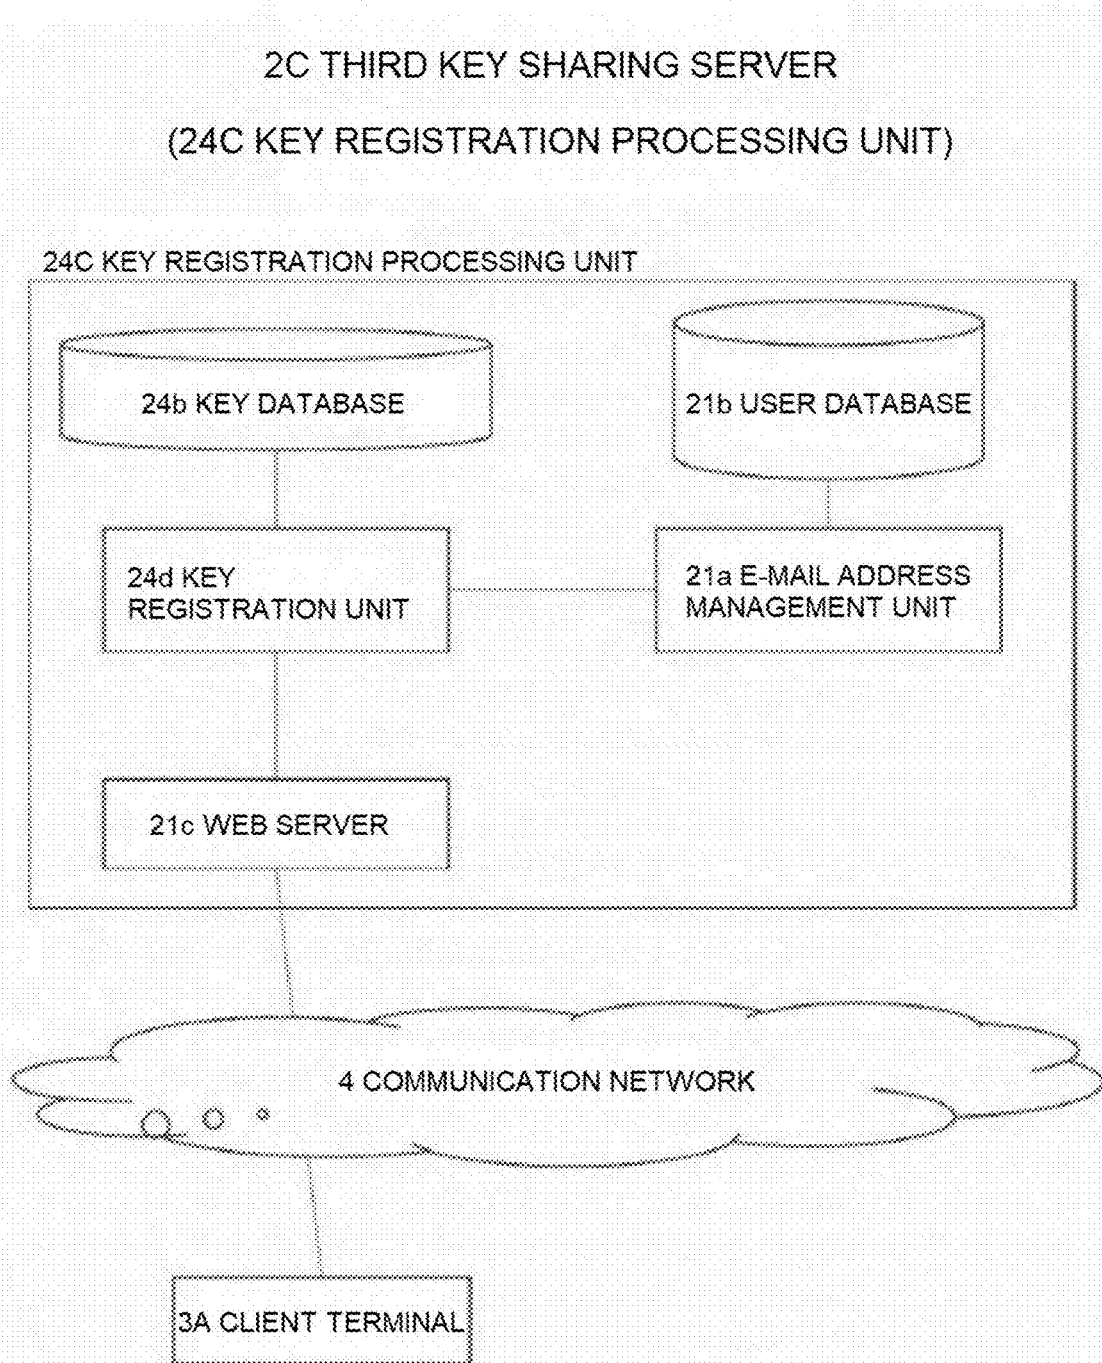 2C THIRD KEY SHARING SERVER
(24C KEY REGISTRATION PROCESSING UNIT)
24C KEY REGISTRATION PROCESSING UNIT
24b KEY DATABASE
21b USER DATABASE
24d KEY
REGISTRATION UNIT
21a E-MAIL ADDRESS
MANAGEMENT UNIT
21c WEB SERVER
4 COMMUNICATION NETWORK
3A CLIENT TERMINAL